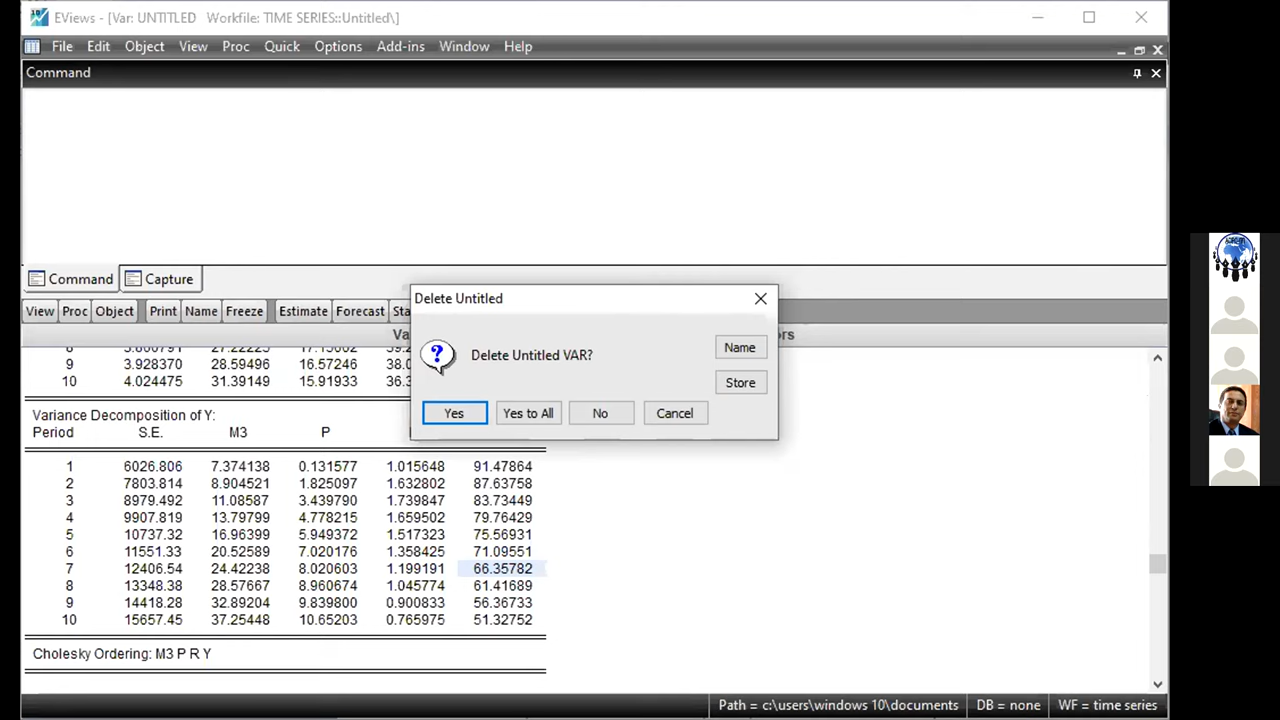 EViews - [Var: UNTITLED Workfile: TIME SERIES::Untitled\]
File Edit Object View Proc Quick Options Add-ins Window Help
Command
Command Capture
View Proc Object Print Name Freeze Estimate Forecast Sta
Va
ors
Delete Untitled
Delete Untitled VAR?
Name
Store
Yes Yes to All No Cancel
9 3.928370 28.59496 16.57246 38.0
10 4.024475 31.39149 15.91933 36.3
Variance Decomposition of Y:
Period S.E. M3 P
1 6026.806 7.374138 0.131577 1.015648 91.47864
2 7803.814 8.904521 1.825097 1.632802 87.63758
3 8979.492 11.08587 3.439790 1.739847 83.73449
4 9907.819 13.79799 4.778215 1.659502 79.76429
5 10737.32 16.96399 5.949372 1.517323 75.56931
6 11551.33 20.52589 7.020176 1.358425 71.09551
7 12406.54 24.42238 8.020603 1.199191 66.35782
8 13348.38 28.57667 8.960674 1.045774 61.41689
9 14418.28 32.89204 9.839800 0.900833 56.36733
10 15657.45 37.25448 10.65203 0.765975 51.32752
Cholesky Ordering: M3 P R Y
Path = c:\users\windows 10\documents DB = none WF = time series